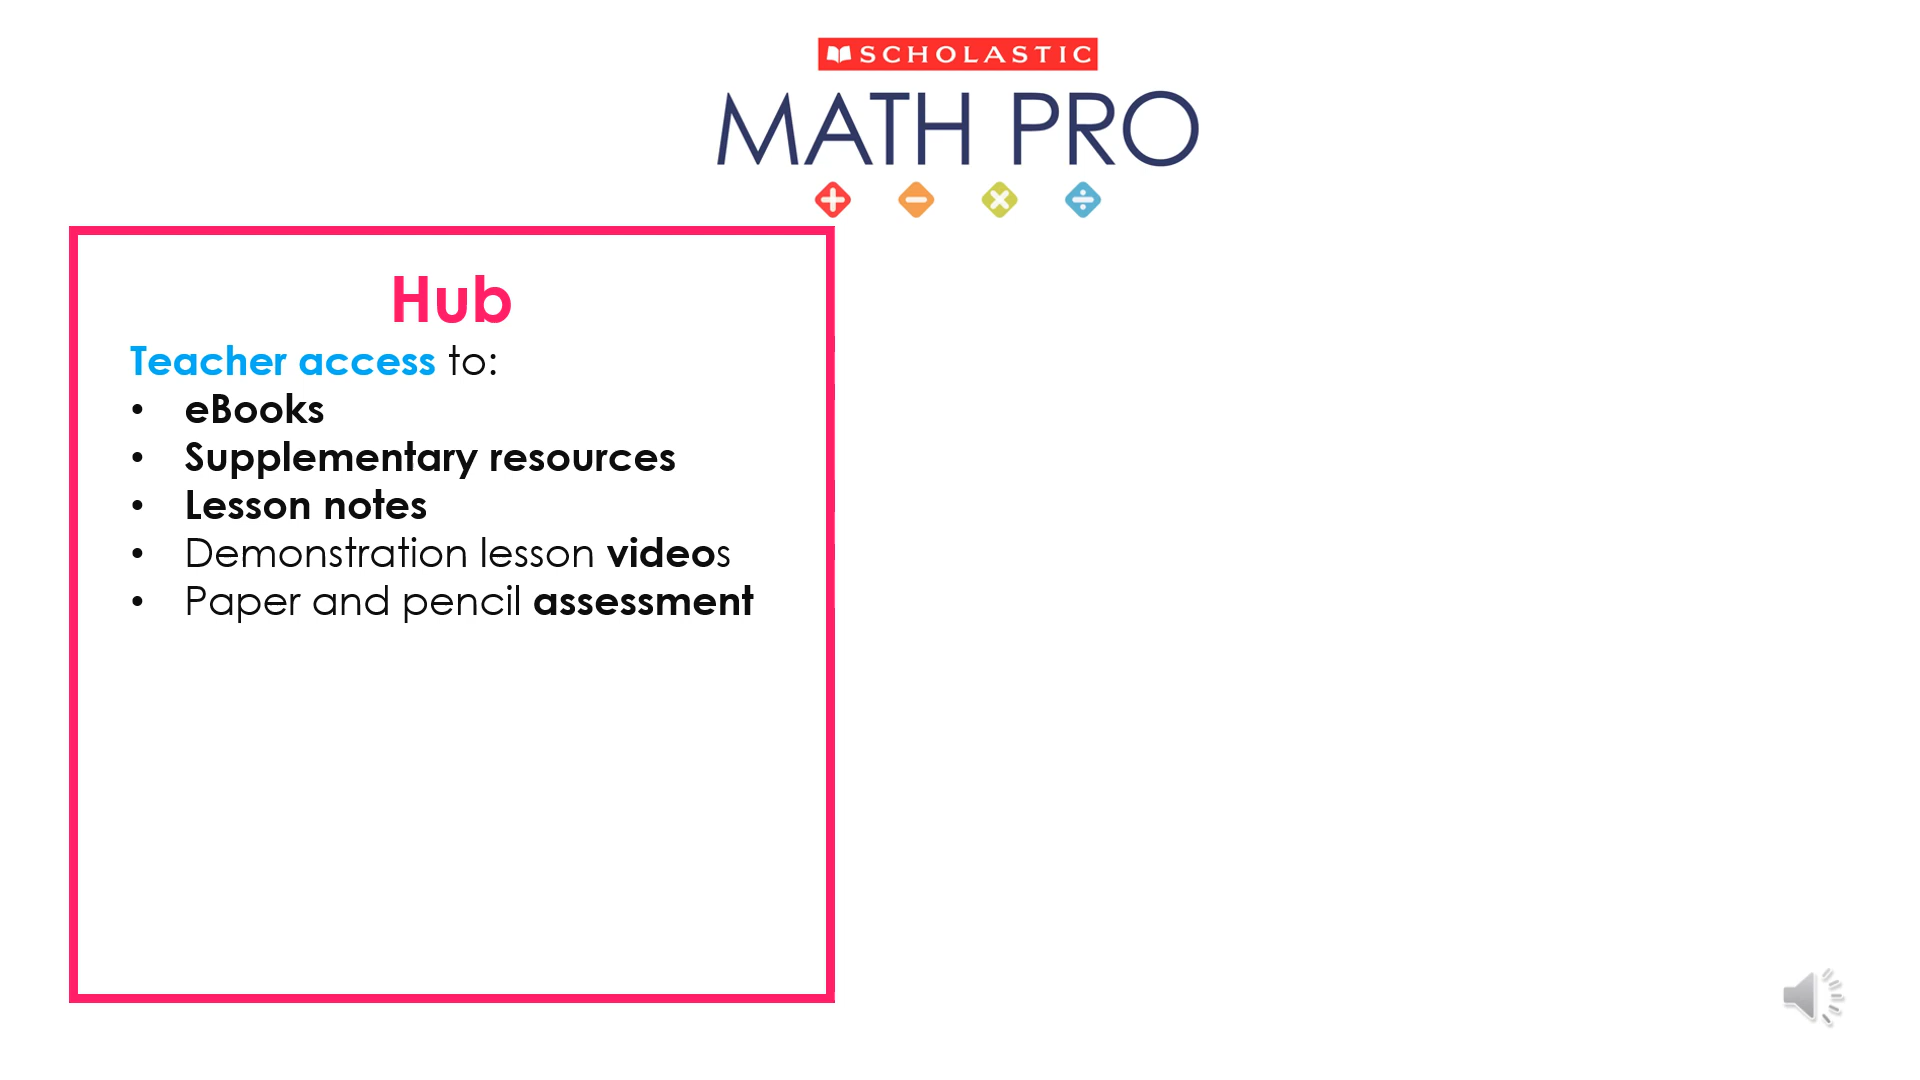 SCHOLASTIC
MATH PRO
+ − × ÷
Hub
Teacher access to:
• eBooks
• Supplementary resources
• Lesson notes
• Demonstration lesson videos
• Paper and pencil assessment